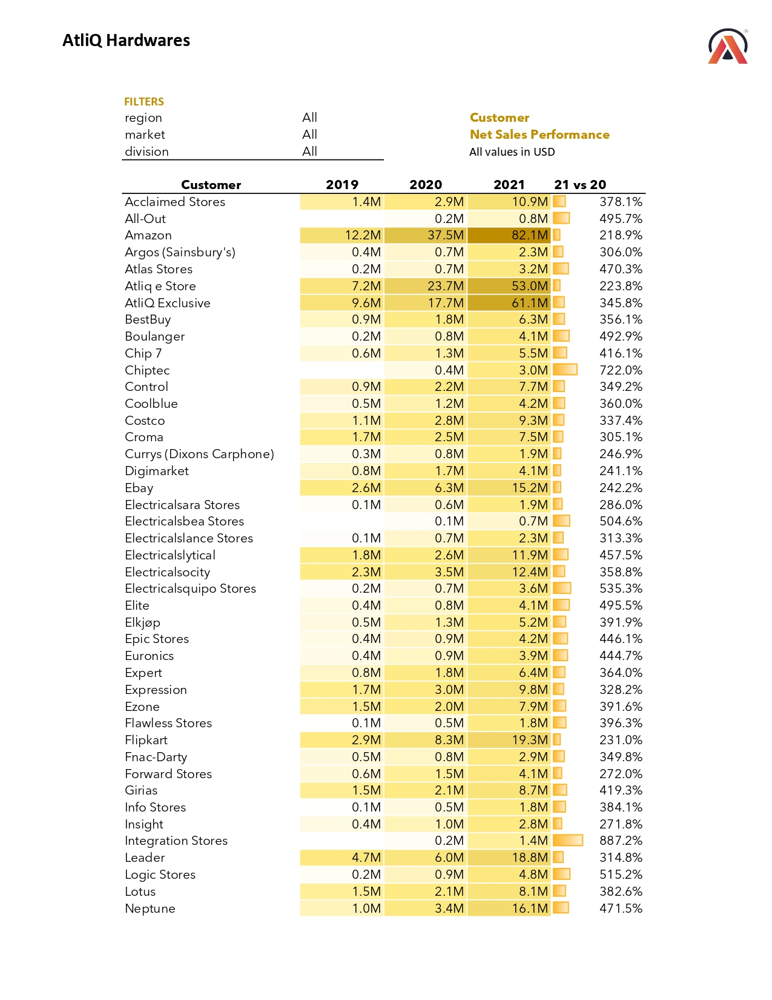 AtliQ Hardwares
®
FILTERS
region All Customer
market All Net Sales Performance
division All All values in USD
Customer 2019 2020 2021 21 vs 20
Acclaimed Stores 1.4M 2.9M 10.9M 378.1%
All-Out 0.2M 0.8M 495.7%
Amazon 12.2M 37.5M 82.1M 218.9%
Argos (Sainsbury's) 0.4M 0.7M 2.3M 306.0%
Atlas Stores 0.2M 0.7M 3.2M 470.3%
Atliq e Store 7.2M 23.7M 53.0M 223.8%
AtliQ Exclusive 9.6M 17.7M 61.1M 345.8%
BestBuy 0.9M 1.8M 6.3M 356.1%
Boulanger 0.2M 0.8M 4.1M 492.9%
Chip 7 0.6M 1.3M 5.5M 416.1%
Chiptec 0.4M 3.0M 722.0%
Control 0.9M 2.2M 7.7M 349.2%
Coolblue 0.5M 1.2M 4.2M 360.0%
Costco 1.1M 2.8M 9.3M 337.4%
Croma 1.7M 2.5M 7.5M 305.1%
Currys (Dixons Carphone) 0.3M 0.8M 1.9M 246.9%
Digimarket 0.8M 1.7M 4.1M 241.1%
Ebay 2.6M 6.3M 15.2M 242.2%
Electricalsara Stores 0.1M 0.6M 1.9M 286.0%
Electricalsbea Stores 0.1M 0.7M 504.6%
Electricalslance Stores 0.1M 0.7M 2.3M 313.3%
Electricalslytical 1.8M 2.6M 11.9M 457.5%
Electricalsocity 2.3M 3.5M 12.4M 358.8%
Electricalsquipo Stores 0.2M 0.7M 3.6M 535.3%
Elite 0.4M 0.8M 4.1M 495.5%
Elkjøp 0.5M 1.3M 5.2M 391.9%
Epic Stores 0.4M 0.9M 4.2M 446.1%
Euronics 0.4M 0.9M 3.9M 444.7%
Expert 0.8M 1.8M 6.4M 364.0%
Expression 1.7M 3.0M 9.8M 328.2%
Ezone 1.5M 2.0M 7.9M 391.6%
Flawless Stores 0.1M 0.5M 1.8M 396.3%
Flipkart 2.9M 8.3M 19.3M 231.0%
Fnac-Darty 0.5M 0.8M 2.9M 349.8%
Forward Stores 0.6M 1.5M 4.1M 272.0%
Girias 1.5M 2.1M 8.7M 419.3%
Info Stores 0.1M 0.5M 1.8M 384.1%
Insight 0.4M 1.0M 2.8M 271.8%
Integration Stores 0.2M 1.4M 887.2%
Leader 4.7M 6.0M 18.8M 314.8%
Logic Stores 0.2M 0.9M 4.8M 515.2%
Lotus 1.5M 2.1M 8.1M 382.6%
Neptune 1.0M 3.4M 16.1M 471.5%